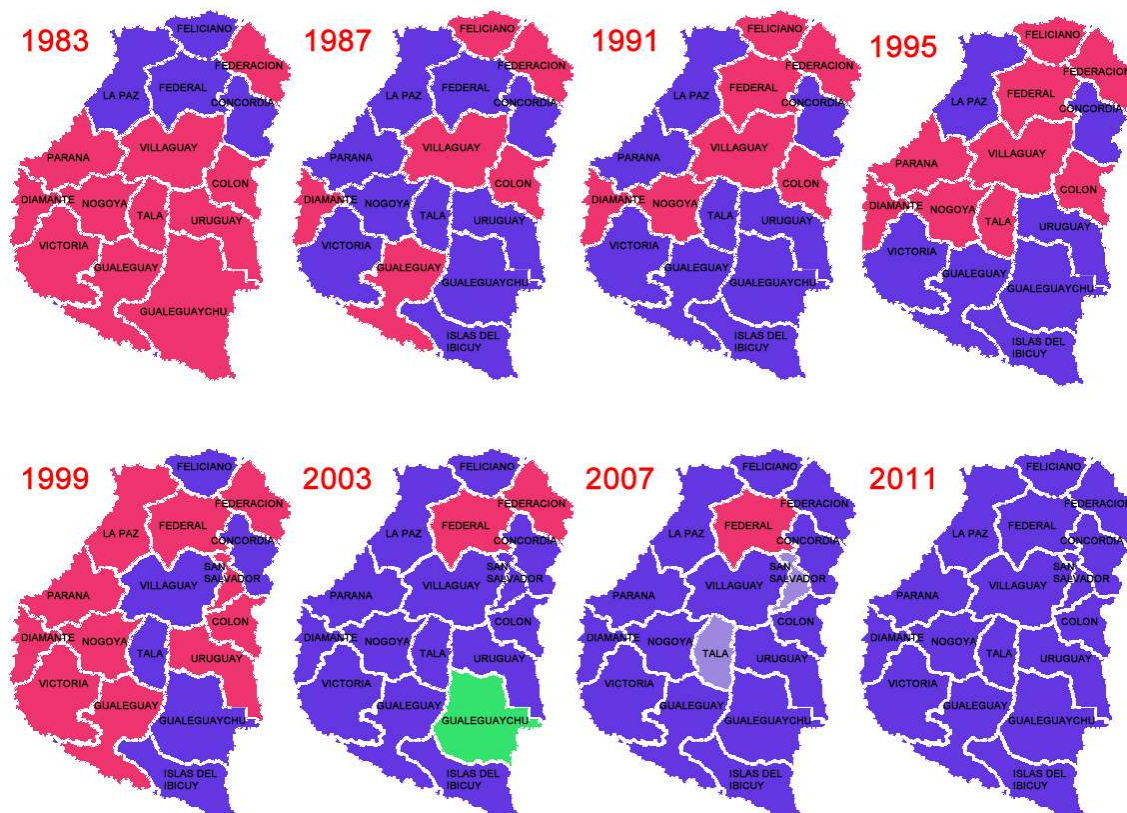 1983
FELICIANO
FEDERACION
FEDERAL
LA PAZ
CONCORDIA
VILLAGUAY
PARANA
COLON
DIAMANTE
NOGOYA
TALA
URUGUAY
VICTORIA
GUALEGUAY
GUALEGUAYCHU
1987
FELICIANO
FEDERACION
FEDERAL
LA PAZ
CONCORDIA
VILLAGUAY
PARANA
COLON
DIAMANTE
NOGOYA
TALA
URUGUAY
VICTORIA
GUALEGUAY
GUALEGUAYCHU
ISLAS DEL
IBICUY
1991
FELICIANO
FEDERACION
FEDERAL
LA PAZ
CONCORDIA
VILLAGUAY
PARANA
COLON
DIAMANTE
NOGOYA
TALA
URUGUAY
VICTORIA
GUALEGUAY
GUALEGUAYCHU
ISLAS DEL
IBICUY
1995
FELICIANO
FEDERACION
FEDERAL
LA PAZ
CONCORDIA
VILLAGUAY
PARANA
COLON
DIAMANTE
NOGOYA
TALA
URUGUAY
VICTORIA
GUALEGUAY
GUALEGUAYCHU
ISLAS DEL
IBICUY
1999
FELICIANO
FEDERACION
FEDERAL
LA PAZ
CONCORDIA
SAN
SALVADOR
VILLAGUAY
PARANA
COLON
DIAMANTE
NOGOYA
TALA
URUGUAY
VICTORIA
GUALEGUAY
GUALEGUAYCHU
ISLAS DEL
IBICUY
2003
FELICIANO
FEDERACION
FEDERAL
LA PAZ
CONCORDIA
SAN
SALVADOR
VILLAGUAY
PARANA
COLON
DIAMANTE
NOGOYA
TALA
URUGUAY
VICTORIA
GUALEGUAY
GUALEGUAYCHU
ISLAS DEL
IBICUY
2007
FELICIANO
FEDERACION
FEDERAL
LA PAZ
CONCORDIA
SAN
SALVADOR
VILLAGUAY
PARANA
COLON
DIAMANTE
NOGOYA
TALA
URUGUAY
VICTORIA
GUALEGUAY
GUALEGUAYCHU
ISLAS DEL
IBICUY
2011
FELICIANO
FEDERACION
FEDERAL
LA PAZ
CONCORDIA
SAN
SALVADOR
VILLAGUAY
PARANA
COLON
DIAMANTE
NOGOYA
TALA
URUGUAY
VICTORIA
GUALEGUAY
GUALEGUAYCHU
ISLAS DEL
IBICUY